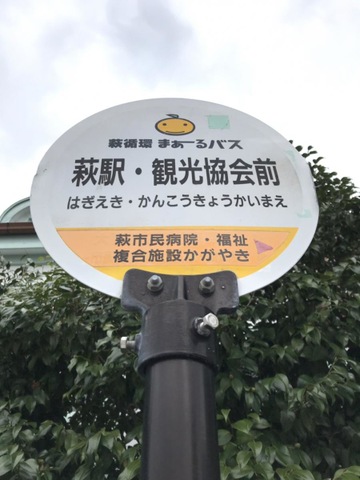 萩循環 まぁーるバス
萩駅・観光協会前
はぎえき・かんこうきょうかいまえ
萩市民病院・福祉
複合施設かがやき